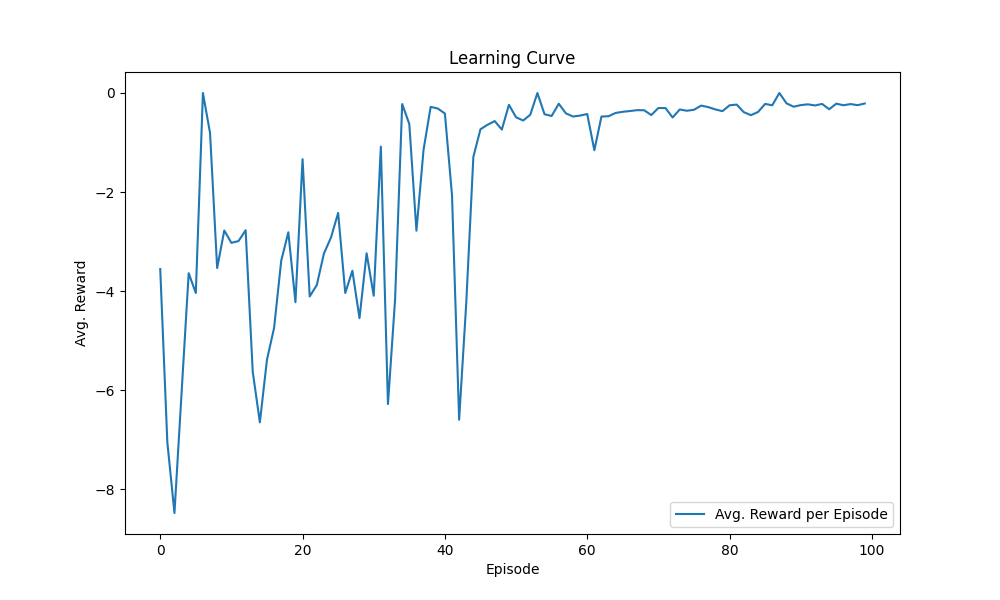 Learning Curve
0
−2
−4
−6
−8
Avg. Reward
Avg. Reward per Episode
0 20 40 60 80 100
Episode